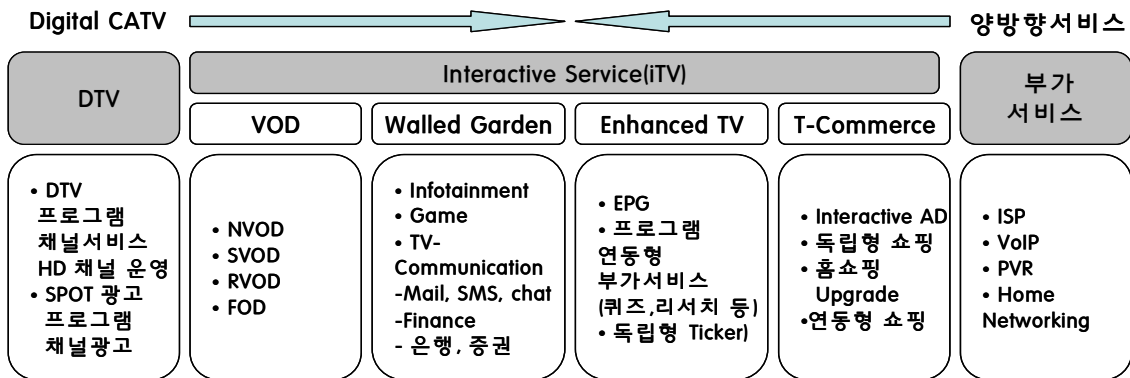 Digital CATV
양방향서비스
DTV
Interactive Service(iTV)
부가
서비스
VOD
Walled Garden
Enhanced TV
T-Commerce
• DTV
프로그램
채널서비스
HD 채널 운영
• SPOT 광고
프로그램
채널광고
• NVOD
• SVOD
• RVOD
• FOD
• Infotainment
• Game
• TV-
Communication
-Mail, SMS, chat
-Finance
- 은행, 증권
• EPG
• 프로그램
연동형
부가서비스
(퀴즈,리서치 등)
• 독립형 Ticker)
• Interactive AD
• 독립형 쇼핑
• 홈쇼핑
Upgrade
•연동형 쇼핑
• ISP
• VoIP
• PVR
• Home
Networking